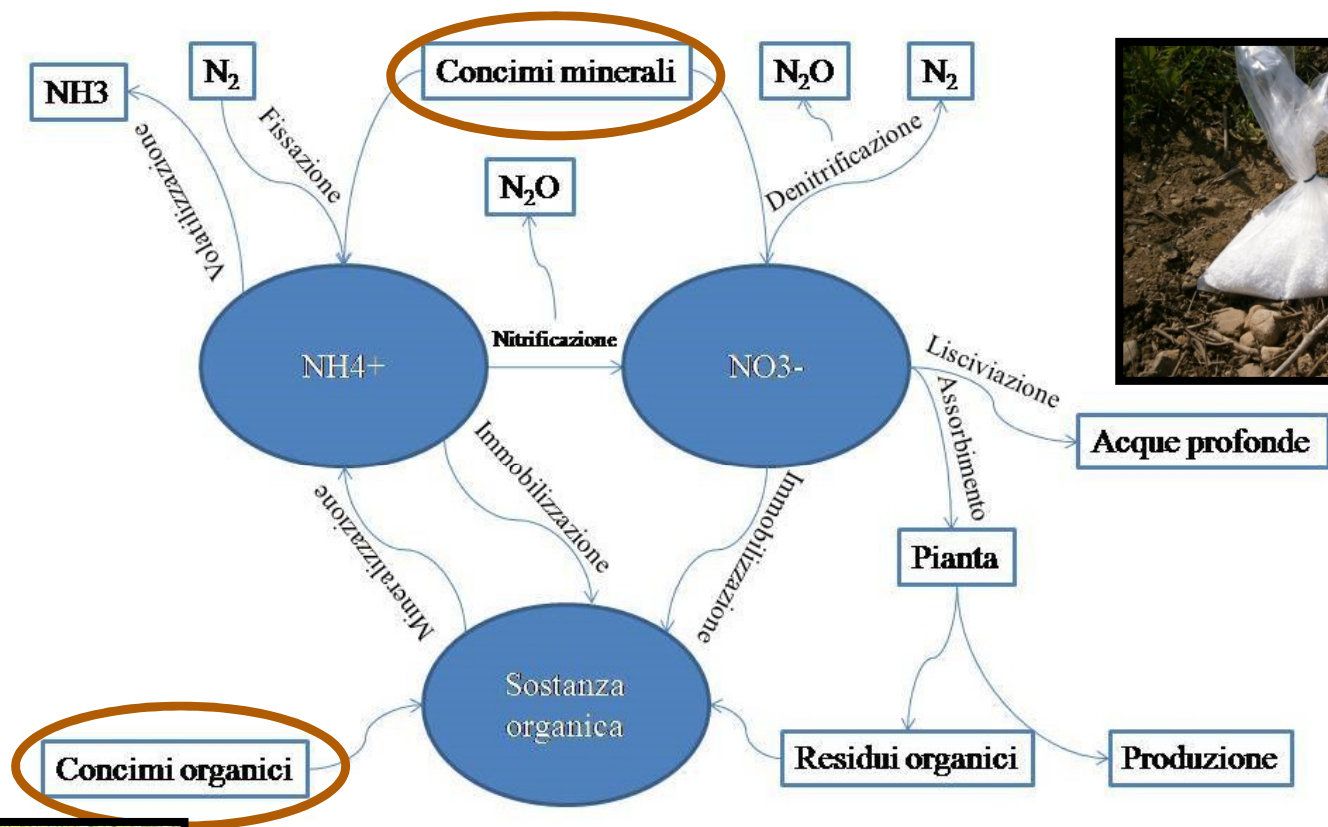 NH3
N₂
Concimi minerali
N₂O
N₂
Volatilizzazione
Fissazione
N₂O
Denitrificazione
NH4+
Nitrificazione
NO3-
Lisciviazione
Assorbimento
Acque profonde
Mineralizzazione
Immobilizzazione
Immobilizzazione
Pianta
Sostanza
organica
Concimi organici
Residui organici
Produzione